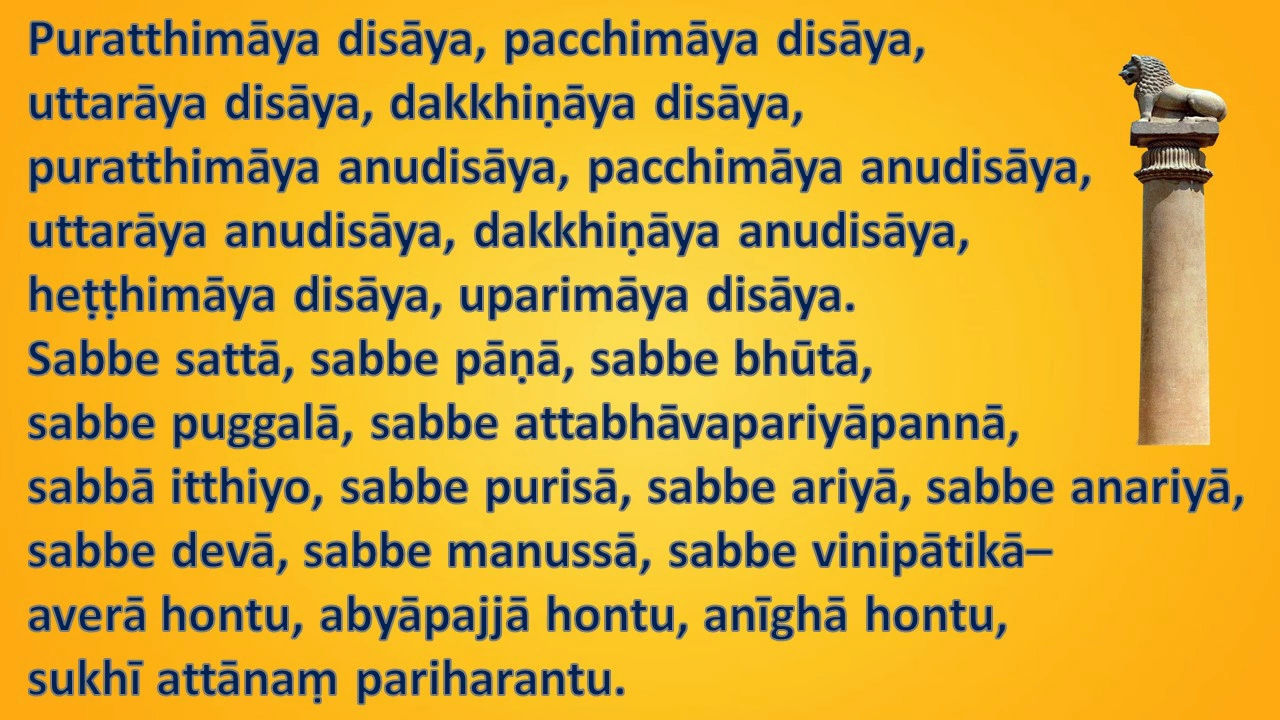 Puratthimāya disāya, pacchimāya disāya,
uttarāya disāya, dakkhiṇāya disāya,
puratthimāya anudisāya, pacchimāya anudisāya,
uttarāya anudisāya, dakkhiṇāya anudisāya,
heṭṭhimāya disāya, uparimāya disāya.
Sabbe sattā, sabbe pāṇā, sabbe bhūtā,
sabbe puggalā, sabbe attabhāvapariyāpannā,
sabbā itthiyo, sabbe purisā, sabbe ariyā, sabbe anariyā,
sabbe devā, sabbe manussā, sabbe vinipātikā–
averā hontu, abyāpajjā hontu, anīghā hontu,
sukhī attānaṃ pariharantu.